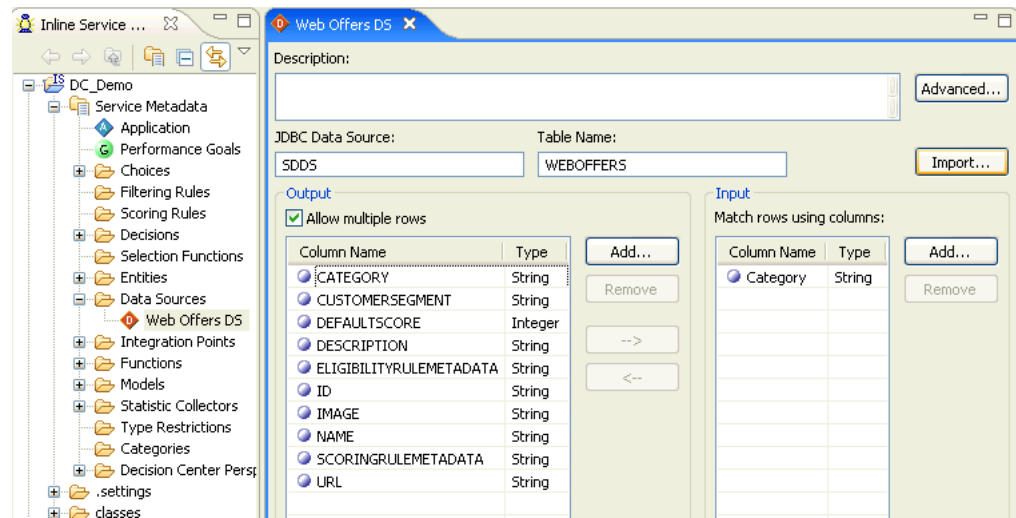 Inline Service ...
DC_Demo
Service Metadata
Application
Performance Goals
Choices
Filtering Rules
Scoring Rules
Decisions
Selection Functions
Entities
Data Sources
Web Offers DS
Integration Points
Functions
Models
Statistic Collectors
Type Restrictions
Categories
Decision Center Persp
.settings
classes
Web Offers DS
Description:
Advanced...
JDBC Data Source: Table Name:
SDDS WEBOFFERS Import...
Output
Allow multiple rows
Column Name Type
CATEGORY String
CUSTOMERSEGMENT String
DEFAULTSCORE Integer
DESCRIPTION String
ELIGIBILITYRULEMETADATA String
ID String
IMAGE String
NAME String
SCORINGRULEMETADATA String
URL String
Add...
Remove
-->
<--
Input
Match rows using columns:
Column Name Type
Category String
Add...
Remove